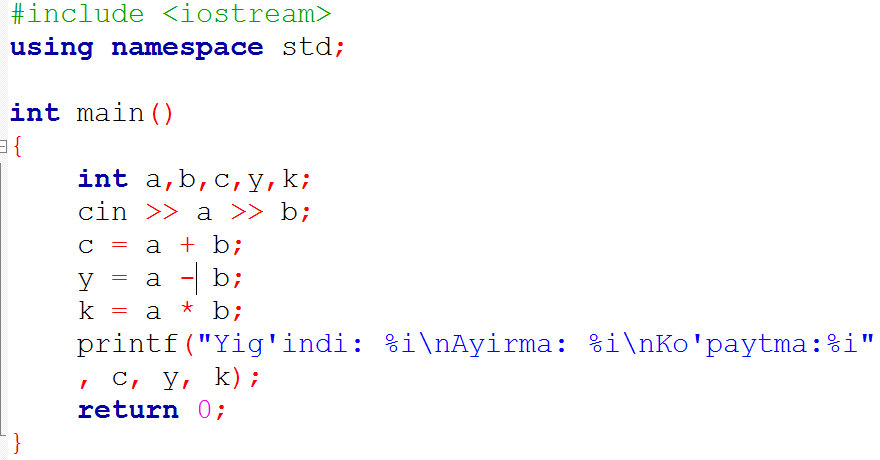 #include <iostream>
using namespace std;
int main()
{
int a,b,c,y,k;
cin >> a >> b;
c = a + b;
y = a - b;
k = a * b;
printf("Yig'indi: %i\nAyirma: %i\nKo'paytma:%i"
, c, y, k);
return 0;
}